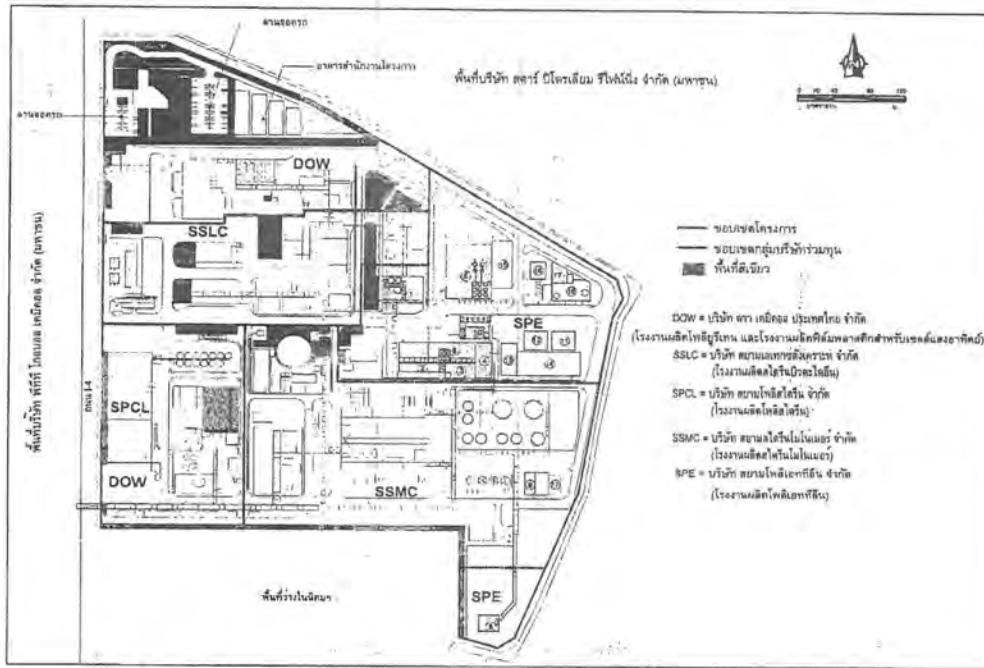 ลานจอดรถ
อาคารสำนักงานโครงการ
พื้นที่บริษัท สตาร์ ปิโตรเลียม รีไฟน์นิ่ง จำกัด (มหาชน)
ลานจอดรถ
DOW
SSLC
SPE
SPCL
DOW
SSMC
SPE
พื้นที่บริษัท พีทีที โกลบอล เคมิคอล จำกัด (มหาชน)
ถนน I-4
พื้นที่ว่างในนิคมฯ
ขอบเขตโครงการ
ขอบเขตกลุ่มบริษัทร่วมทุน
พื้นที่สีเขียว
DOW = บริษัท ดาว เคมิคอล ประเทศไทย จำกัด
(โรงงานผลิตโพลียูรีเทน และโรงงานผลิตฟิล์มพลาสติกสำหรับเซลล์แสงอาทิตย์)
SSLC = บริษัท สยามเลเทกซ์สังเคราะห์ จำกัด
(โรงงานผลิตสไตรีนบิวตะไดอีน)
SPCL = บริษัท สยามโพลิสไตรีน จำกัด
(โรงงานผลิตโพลิสไตรีน)
SSMC = บริษัท สยามสไตรีนโมโนเมอร์ จำกัด
(โรงงานผลิตสไตรีนโมโนเมอร์)
SPE = บริษัท สยามโพลิเอททีลีน จำกัด
(โรงงานผลิตโพลิเอททีลีน)